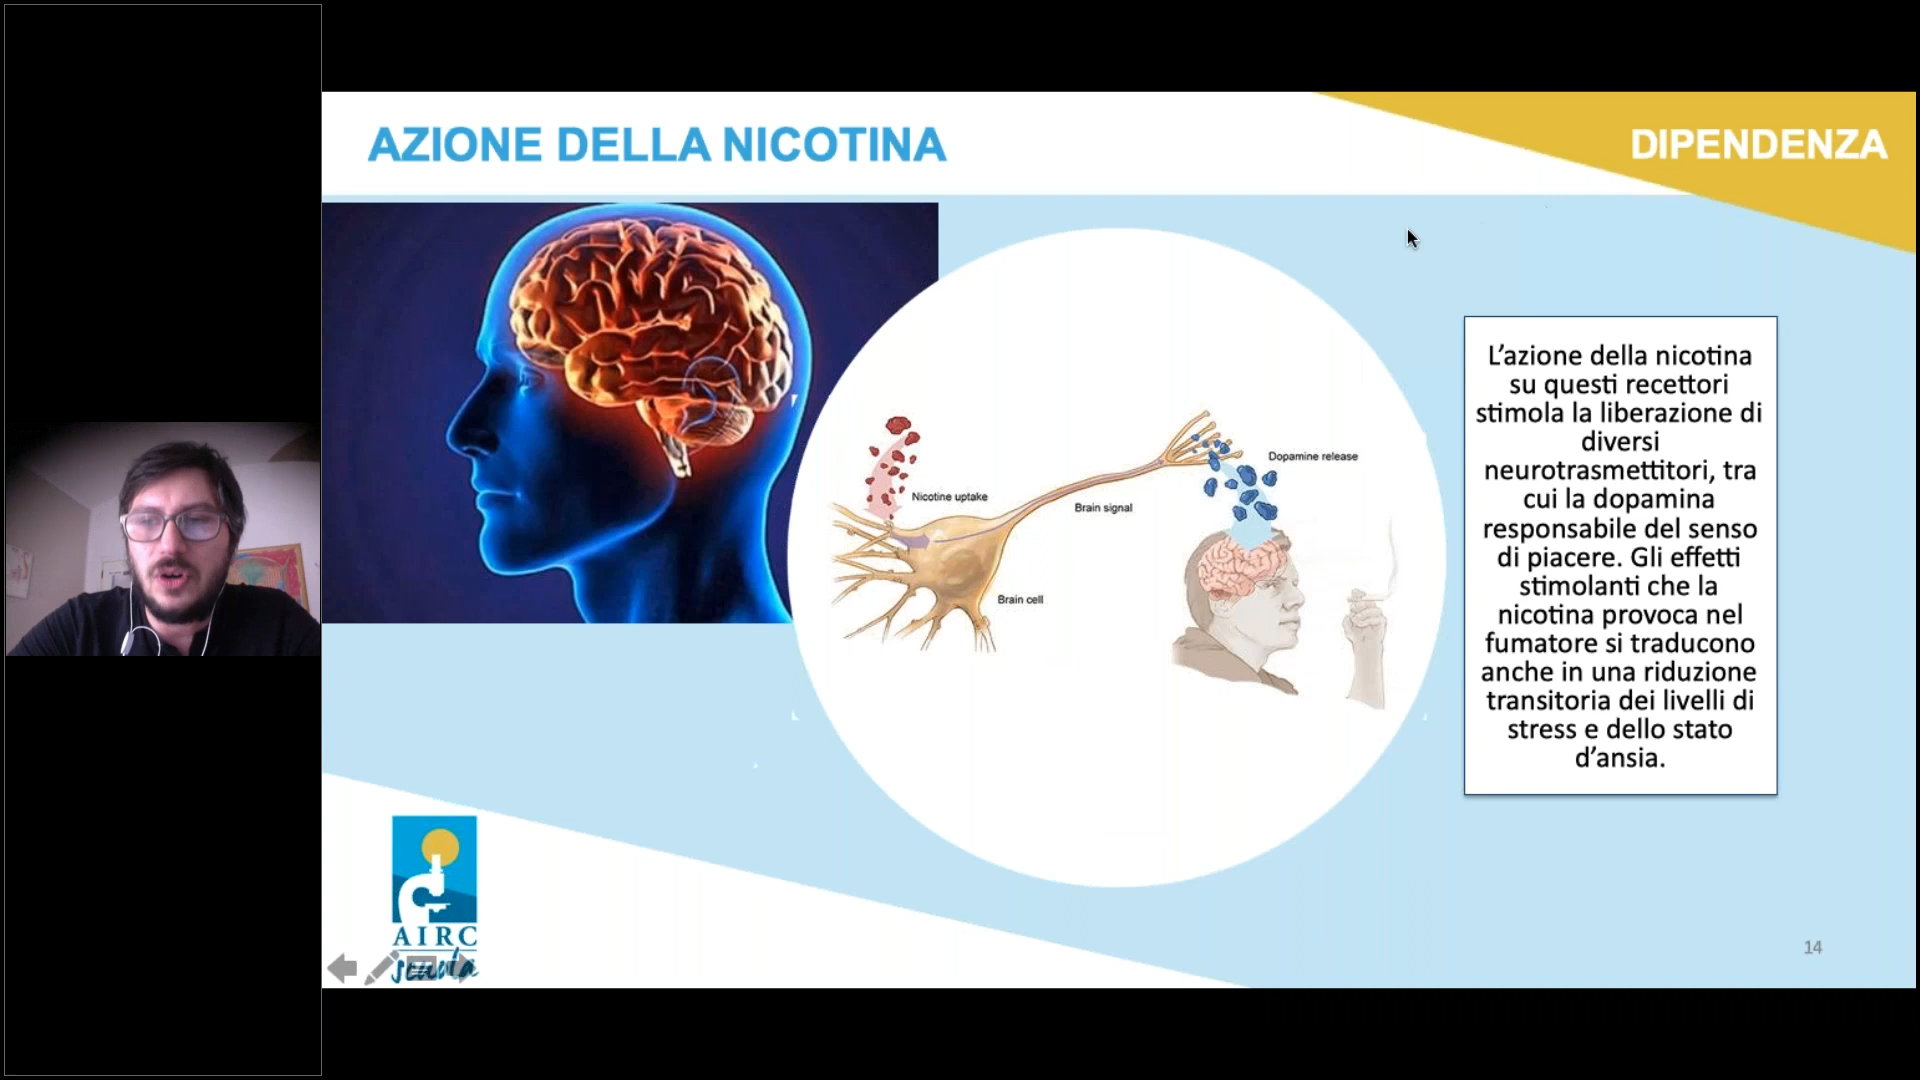 AZIONE DELLA NICOTINA
DIPENDENZA
Nicotine uptake
Brain signal
Dopamine release
Brain cell
L’azione della nicotina
su questi recettori
stimola la liberazione di
diversi
neurotrasmettitori, tra
cui la dopamina
responsabile del senso
di piacere. Gli effetti
stimolanti che la
nicotina provoca nel
fumatore si traducono
anche in una riduzione
transitoria dei livelli di
stress e dello stato
d’ansia.
AIRC
scuola
14